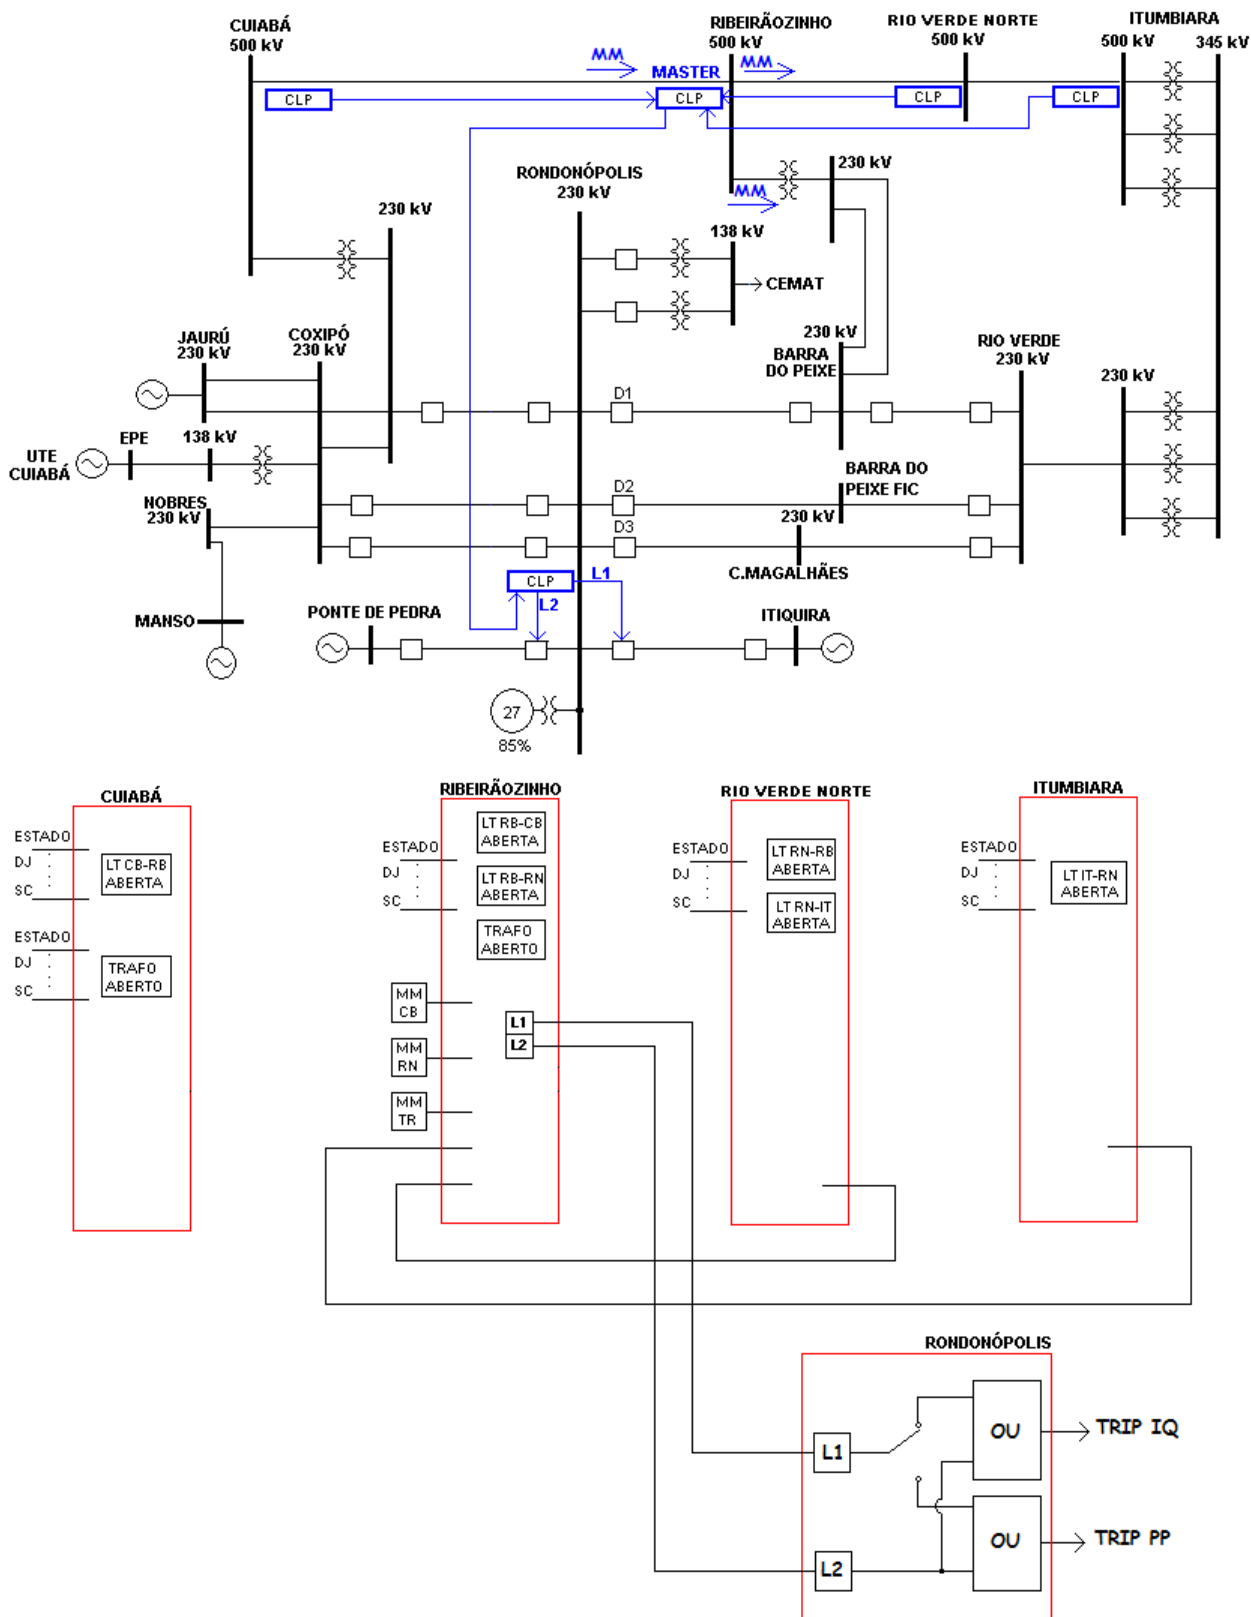 CUIABÁ
500 kV
RIBEIRÃOZINHO
500 kV
RIO VERDE NORTE
500 kV
ITUMBIARA
500 kV
345 kV
MM
MM
MASTER
CLP
CLP
CLP
CLP
RONDONÓPOLIS
230 kV
230 kV
MM
230 kV
138 kV
CEMAT
JAURÚ
230 kV
COXIPÓ
230 kV
230 kV
BARRA
DO PEIXE
RIO VERDE
230 kV
230 kV
D1
EPE
138 kV
UTE
CUIABÁ
BARRA DO
PEIXE FIC
NOBRES
230 kV
D2
230 kV
D3
C.MAGALHÃES
CLP
L1
L2
MANSO
PONTE DE PEDRA
ITIQUIRA
27
85%
CUIABÁ
ESTADO
DJ
SC
LT CB-RB
ABERTA
ESTADO
DJ
SC
TRAFO
ABERTO
RIBEIRÃOZINHO
ESTADO
DJ
SC
LT RB-CB
ABERTA
LT RB-RN
ABERTA
TRAFO
ABERTO
MM
CB
MM
RN
MM
TR
L1
L2
RIO VERDE NORTE
ESTADO
DJ
SC
LT RN-RB
ABERTA
LT RN-IT
ABERTA
ITUMBIARA
ESTADO
DJ
SC
LT IT-RN
ABERTA
RONDONÓPOLIS
L1
OU
TRIP IQ
L2
OU
TRIP PP